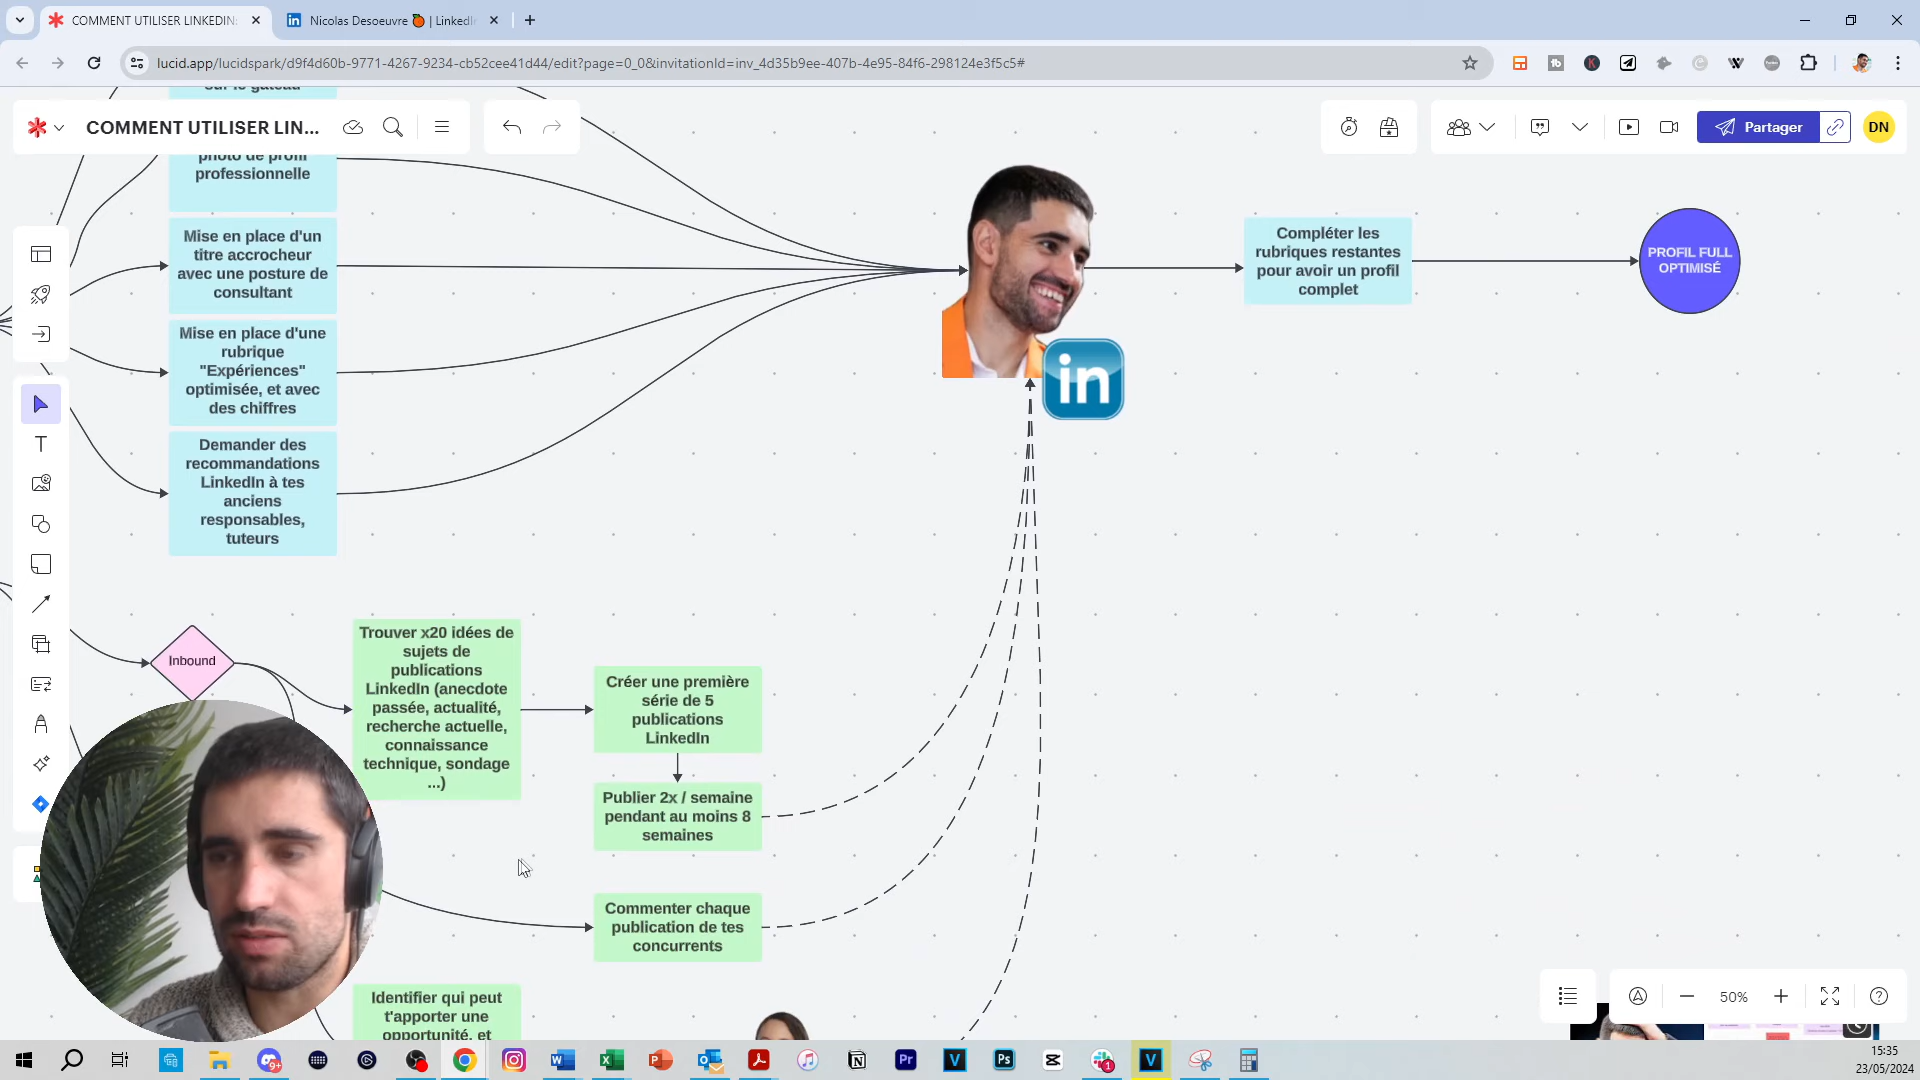 COMMENT UTILISER LINKEDIN:
Nicolas Desoeuvre 🍊 | LinkedIn
lucid.app/lucidspark/d9f4d60b-9771-4267-9234-cb52cee41d44/edit?page=0_0&invitationId=inv_4d35b9ee-407b-4e95-84f6-298124e3f5c5#
sur le gâteau
COMMENT UTILISER LIN...
Partager
DN
photo de profil
professionnelle
Mise en place d'un
titre accrocheur
avec une posture de
consultant
Mise en place d'une
rubrique
"Expériences"
optimisée, et avec
des chiffres
Demander des
recommandations
LinkedIn à tes
anciens
responsables,
tuteurs
in
Compléter les
rubriques restantes
pour avoir un profil
complet
PROFIL FULL
OPTIMISÉ
Inbound
Trouver x20 idées de
sujets de
publications
LinkedIn (anecdote
passée, actualité,
recherche actuelle,
connaissance
technique, sondage
...)
Créer une première
série de 5
publications
LinkedIn
Publier 2x / semaine
pendant au moins 8
semaines
Commenter chaque
publication de tes
concurrents
Identifier qui peut
t'apporter une
opportunité, et
50%
15:35
23/05/2024